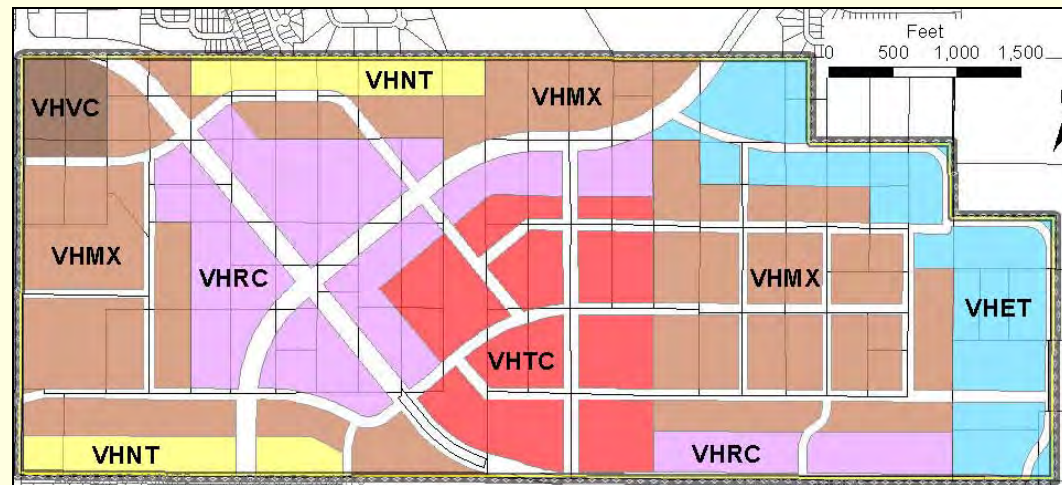 Feet
0 500 1,000 1,500
VHNT
VHMX
VHVC
VHMX
VHRC
VHMX
VHET
VHTC
VHNT
VHRC